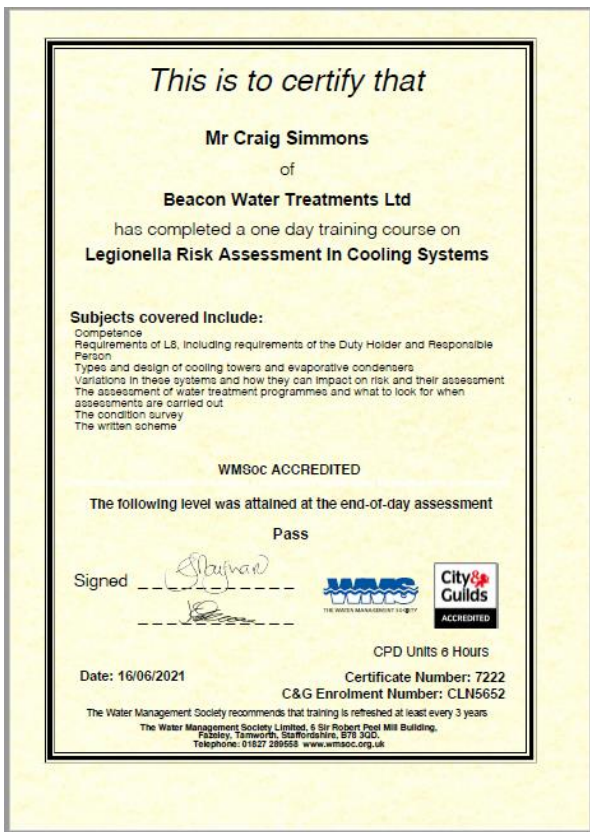 This is to certify that
Mr Craig Simmons
of
Beacon Water Treatments Ltd
has completed a one day training course on
Legionella Risk Assessment In Cooling Systems
Subjects covered Include:
Competence
Requirements of L8, including requirements of the Duty Holder and Responsible
Person
Types and design of cooling towers and evaporative condensers
Variations in these systems and how they can impact on risk and their assessment
The assessment of water treatment programmes and what to look for when
assessments are carried out
The condition survey
The written scheme
WMSoc ACCREDITED
The following level was attained at the end-of-day assessment
Pass
Signed
WMS
THE WATER MANAGEMENT SOCIETY
City&
Guilds
ACCREDITED
CPD Units 6 Hours
Date: 16/06/2021
Certificate Number: 7222
C&G Enrolment Number: CLN5652
The Water Management Society recommends that training is refreshed at least every 3 years
The Water Management Society Limited, 6 Sir Robert Peel Mill Building,
Fazeley, Tamworth, Staffordshire, B78 3QD.
Telephone: 01827 289558 www.wmsoc.org.uk